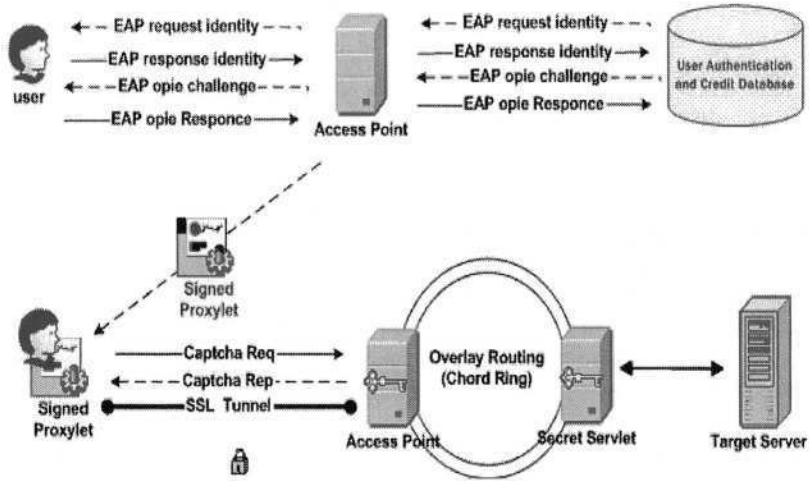 EAP request identity
EAP request identity
EAP response identity
EAP response identity
User Authentication
and Credit Database
EAP opie challenge
EAP opie challenge
user
EAP opie Responce
EAP opie Responce
Access Point
Signed
Proxylet
Captcha Req
Overlay Routing
(Chord Ring)
Captcha Rep
SSL Tunnel
Signed
Proxylet
Access Point
Secret Servlet
Target Server